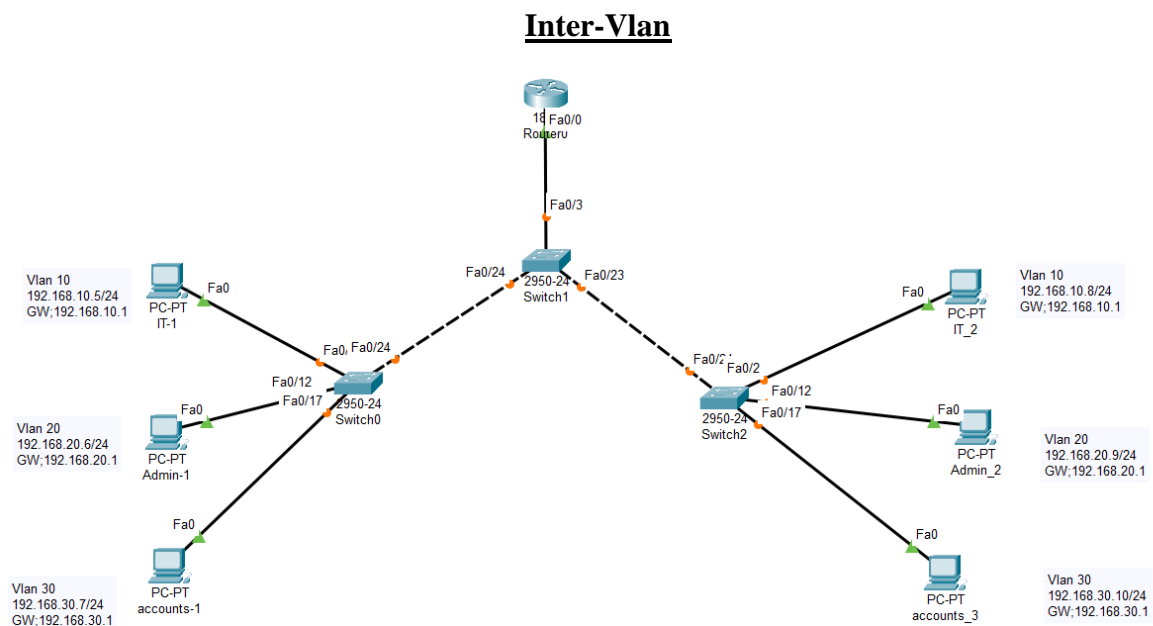 Inter-Vlan
18
Fa0/0
Fa0/3
Fa0/24
Fa0/23
2950-24
Switch1
Vlan 10
192.168.10.5/24
GW;192.168.10.1
Fa0
PC-PT
IT-1
Fa0/24
Fa0/12
Fa0/17
2950-24
Switch0
Vlan 20
192.168.20.6/24
GW;192.168.20.1
Fa0
PC-PT
Admin-1
Fa0
PC-PT
accounts-1
Vlan 30
192.168.30.7/24
GW;192.168.30.1
Fa0
PC-PT
IT_2
Vlan 10
192.168.10.8/24
GW;192.168.10.1
Fa0/2
Fa0/12
Fa0/17
2950-24
Switch2
Fa0
PC-PT
Admin_2
Vlan 20
192.168.20.9/24
GW;192.168.20.1
Fa0
PC-PT
accounts_3
Vlan 30
192.168.30.10/24
GW;192.168.30.1